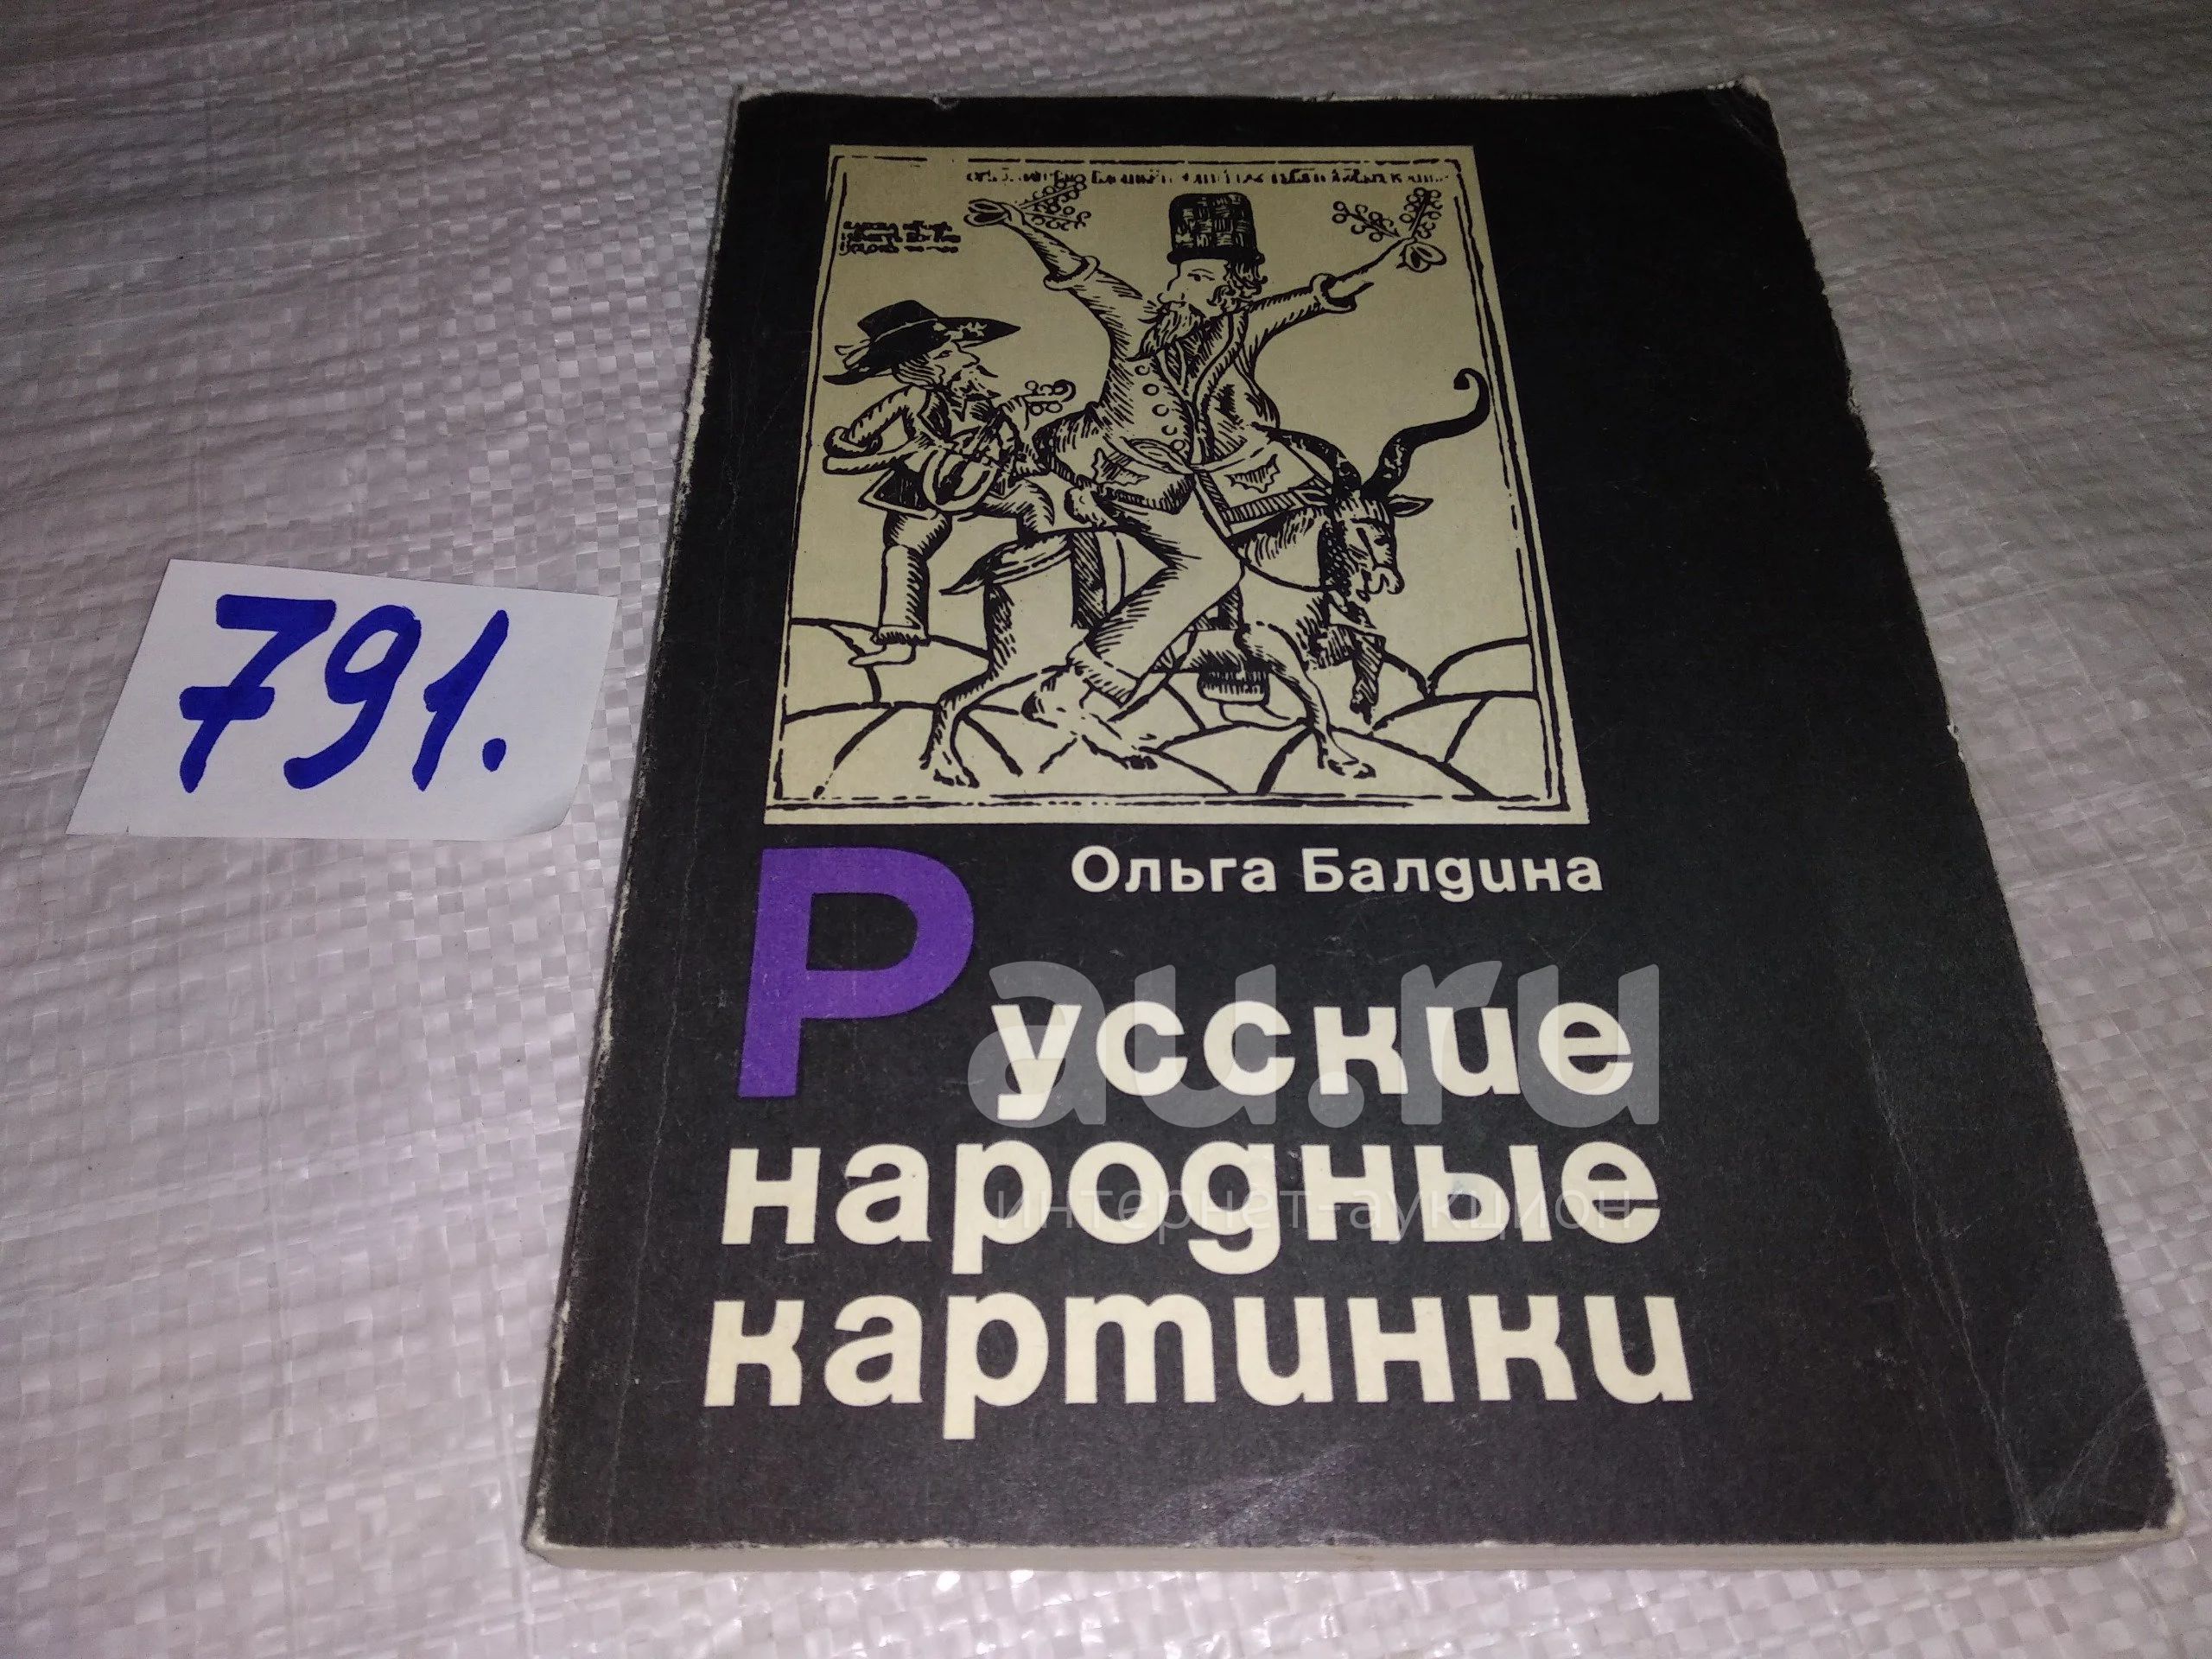 791.
Ольга Балдина
Русские
народные
картинки
au.ru
интернет-аукцион